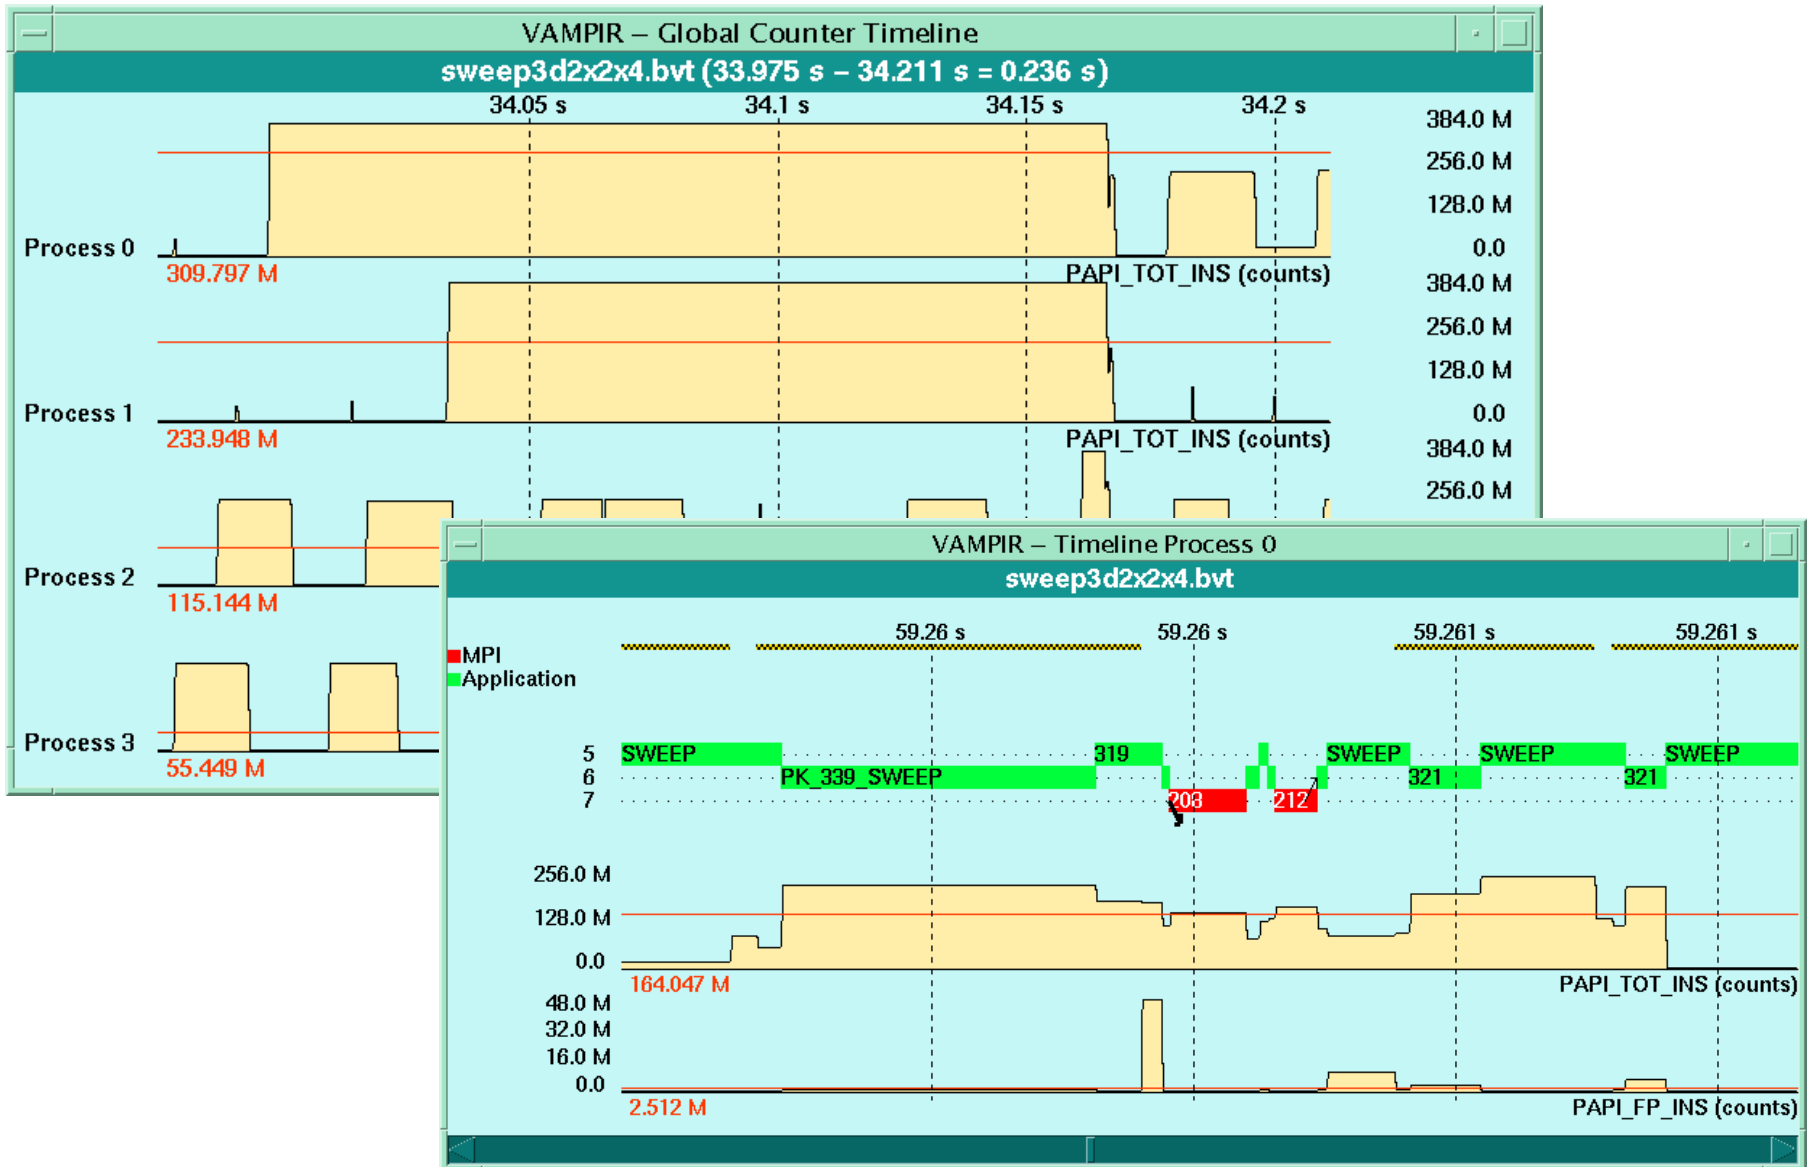 VAMPIR – Global Counter Timeline
sweep3d2x2x4.bvt (33.975 s – 34.211 s = 0.236 s)
34.05 s 34.1 s 34.15 s 34.2 s
384.0 M
256.0 M
128.0 M
Process 0 0.0
309.797 M PAPI_TOT_INS (counts)
384.0 M
256.0 M
128.0 M
Process 1 0.0
233.948 M PAPI_TOT_INS (counts)
384.0 M
256.0 M
Process 2
115.144 M
Process 3
55.449 M
VAMPIR – Timeline Process 0
sweep3d2x2x4.bvt
59.26 s 59.26 s 59.261 s 59.261 s
MPI
Application
5 SWEEP 319 SWEEP SWEEP SWEEP
6 PK_339_SWEEP 321 321
7 203 212
256.0 M
128.0 M
0.0
164.047 M PAPI_TOT_INS (counts)
48.0 M
32.0 M
16.0 M
0.0
2.512 M PAPI_FP_INS (counts)